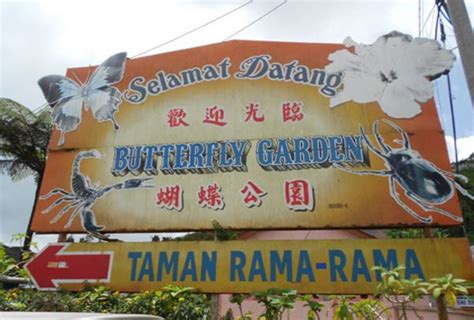 Selamat Datang
歡迎光臨
BUTTERFLY GARDEN
蝴蝶公園
TAMAN RAMA-RAMA